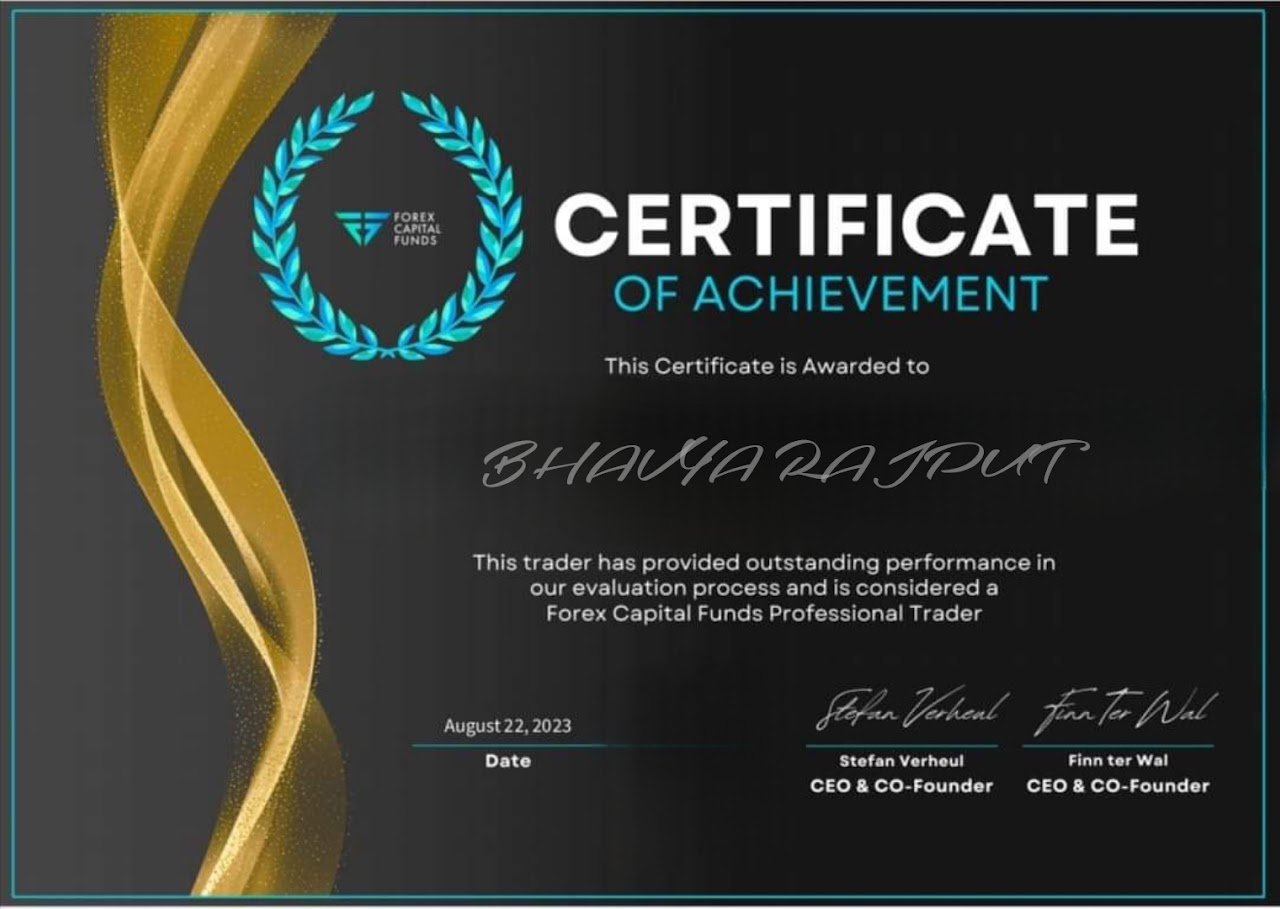 FOREX
CAPITAL
FUNDS
CERTIFICATE
OF ACHIEVEMENT
This Certificate is Awarded to
BHAVYA RAJPUT
This trader has provided outstanding performance in
our evaluation process and is considered a
Forex Capital Funds Professional Trader
August 22, 2023
Date
Stefan Verheul
Stefan Verheul
CEO & CO-Founder
Finn Ter Wal
Finn ter Wal
CEO & CO-Founder